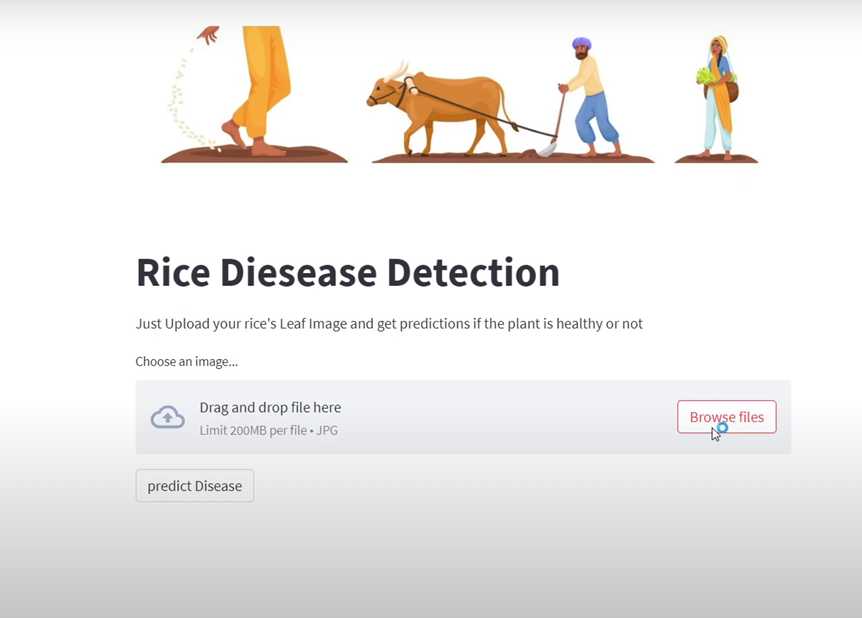 Rice Diesease Detection
Just Upload your rice's Leaf Image and get predictions if the plant is healthy or not
Choose an image...
Drag and drop file here
Limit 200MB per file • JPG
Browse files
predict Disease